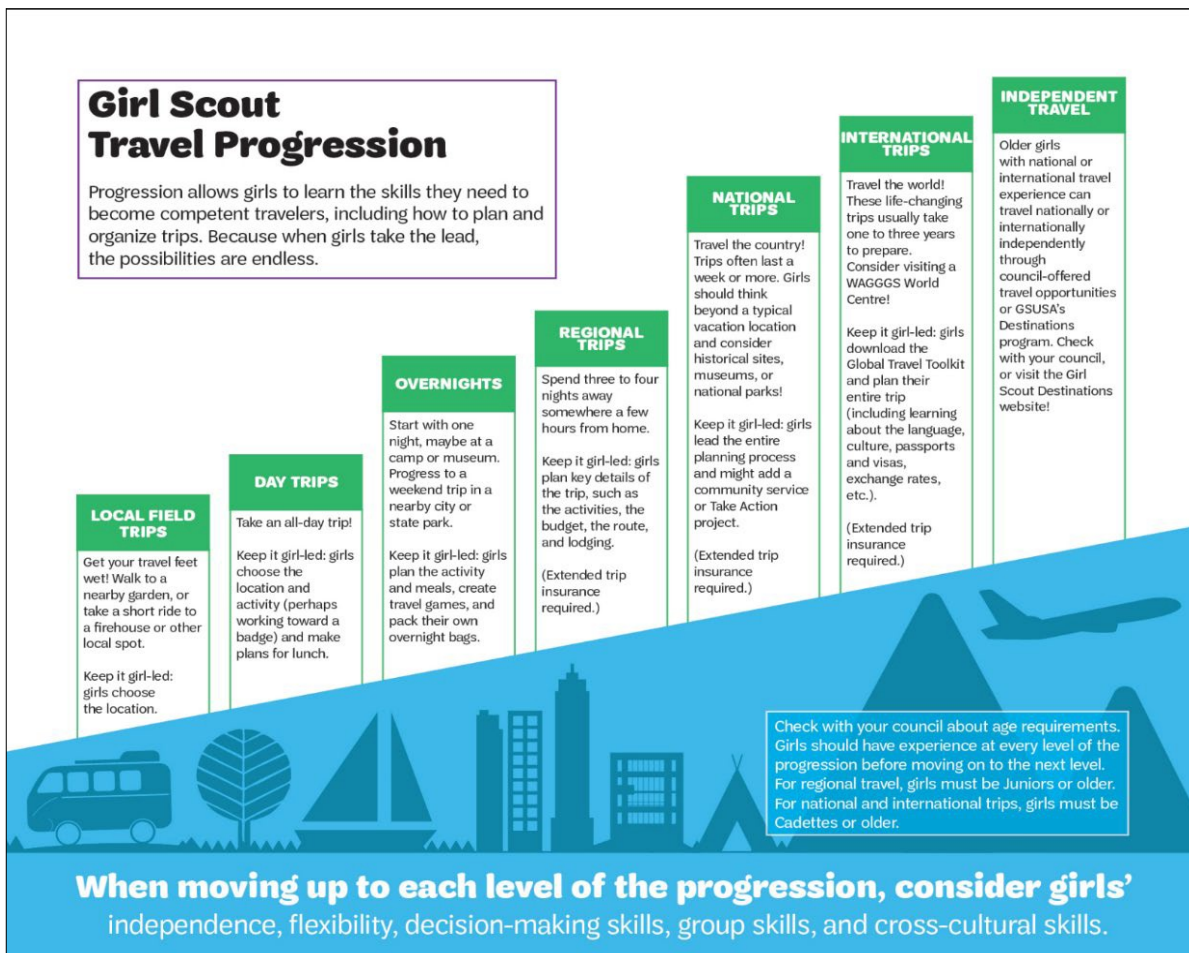 Girl Scout
Travel Progression
Progression allows girls to learn the skills they need to
become competent travelers, including how to plan and
organize trips. Because when girls take the lead,
the possibilities are endless.
LOCAL FIELD
TRIPS
Get your travel feet
wet! Walk to a
nearby garden, or
take a short ride to
a firehouse or other
local spot.
Keep it girl-led:
girls choose
the location.
DAY TRIPS
Take an all-day trip!
Keep it girl-led: girls
choose the
location and
activity (perhaps
working toward a
badge) and make
plans for lunch.
OVERNIGHTS
Start with one
night, maybe at a
camp or museum.
Progress to a
weekend trip in a
nearby city or
state park.
Keep it girl-led: girls
plan the activity
and meals, create
travel games, and
pack their own
overnight bags.
REGIONAL
TRIPS
Spend three to four
nights away
somewhere a few
hours from home.
Keep it girl-led: girls
plan key details of
the trip, such as
the activities, the
budget, the route,
and lodging.
(Extended trip
insurance
required.)
NATIONAL
TRIPS
Travel the country!
Trips often last a
week or more. Girls
should think
beyond a typical
vacation location
and consider
historical sites,
museums, or
national parks!
Keep it girl-led: girls
lead the entire
planning process
and might add a
community service
or Take Action
project.
(Extended trip
insurance
required.)
INTERNATIONAL
TRIPS
Travel the world!
These life-changing
trips usually take
one to three years
to prepare.
Consider visiting a
WAGGGS World
Centre!
Keep it girl-led: girls
download the
Global Travel Toolkit
and plan their
entire trip
(including learning
about the language,
culture, passports
and visas,
exchange rates,
etc.).
(Extended trip
insurance
required.)
INDEPENDENT
TRAVEL
Older girls
with national or
international travel
experience can
travel nationally or
internationally
independently
through
council-offered
travel opportunities
or GSUSA's
Destinations
program. Check
with your council,
or visit the Girl
Scout Destinations
website!
Check with your council about age requirements.
Girls should have experience at every level of the
progression before moving on to the next level.
For regional travel, girls must be Juniors or older.
For national and international trips, girls must be
Cadettes or older.
When moving up to each level of the progression, consider girls'
independence, flexibility, decision-making skills, group skills, and cross-cultural skills.